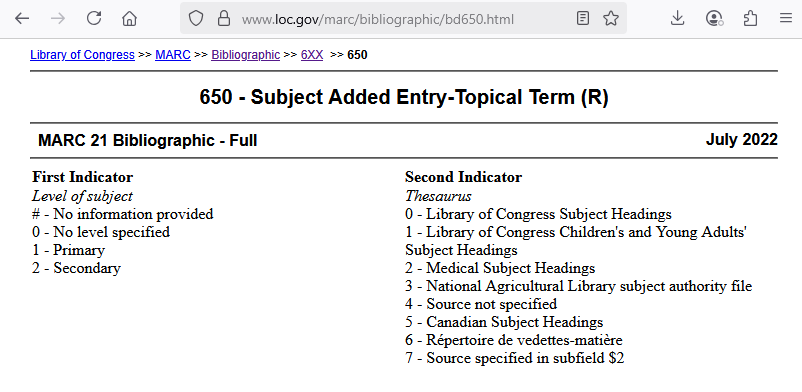 www.loc.gov/marc/bibliographic/bd650.html
Library of Congress >> MARC >> Bibliographic >> 6XX >> 650
650 - Subject Added Entry-Topical Term (R)
MARC 21 Bibliographic - Full
July 2022
First Indicator
Level of subject
# - No information provided
0 - No level specified
1 - Primary
2 - Secondary
Second Indicator
Thesaurus
0 - Library of Congress Subject Headings
1 - Library of Congress Children's and Young Adults'
Subject Headings
2 - Medical Subject Headings
3 - National Agricultural Library subject authority file
4 - Source not specified
5 - Canadian Subject Headings
6 - Répertoire de vedettes-matière
7 - Source specified in subfield $2